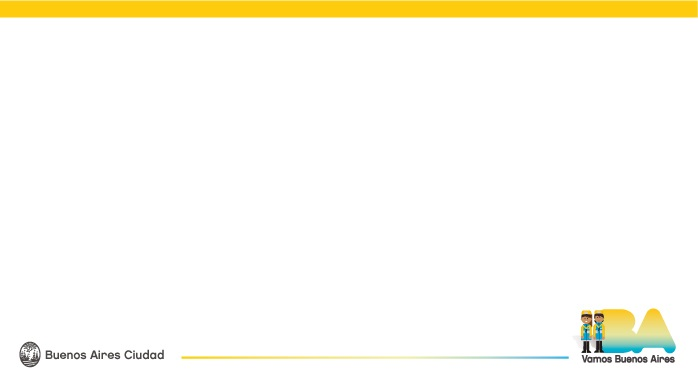 Buenos Aires Ciudad
BA
Vamos Buenos Aires